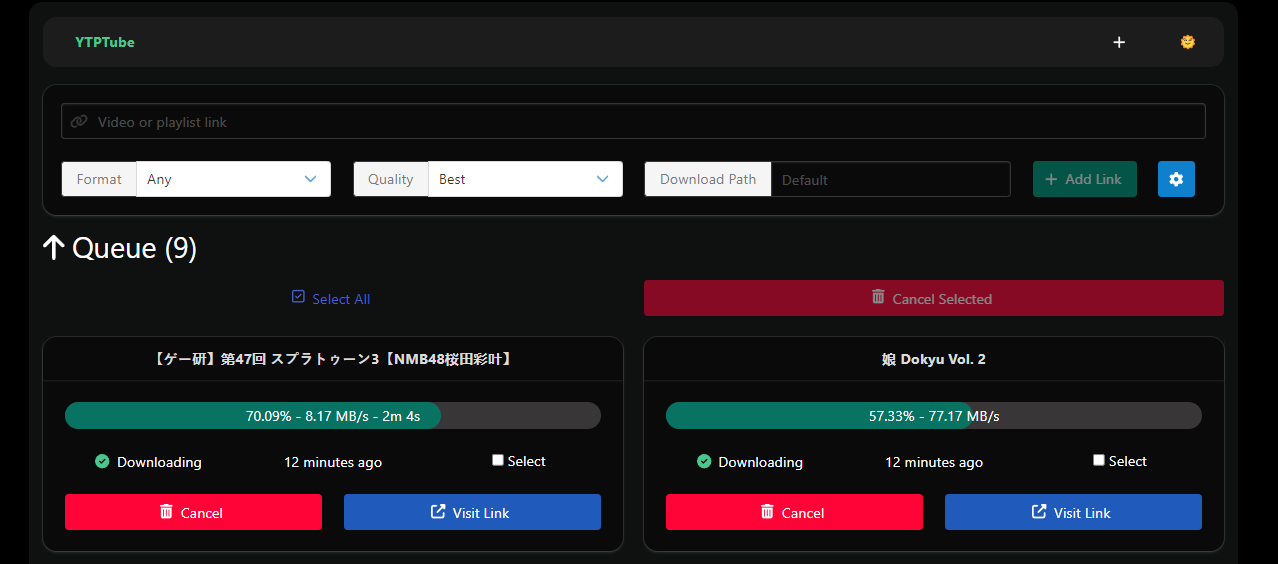 YTPTube
Video or playlist link
Format Any Quality Best Download Path Default Add Link
Queue (9)
Select All Cancel Selected
【ゲー研】第47回 スプラトゥーン3【NMB48桜田彩叶】
70.09% - 8.17 MB/s - 2m 4s
Downloading 12 minutes ago Select
Cancel Visit Link
娘 Dokyu Vol. 2
57.33% - 77.17 MB/s
Downloading 12 minutes ago Select
Cancel Visit Link